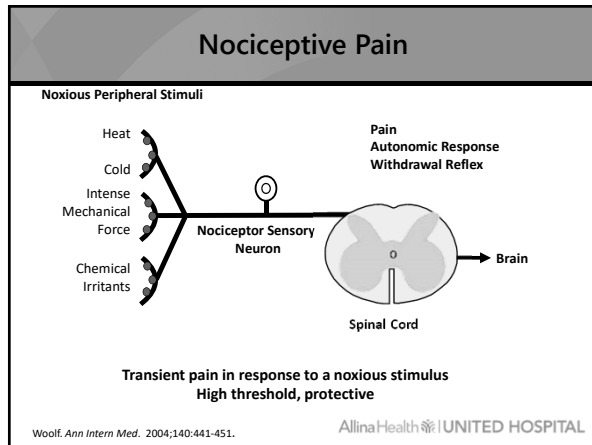 Nociceptive Pain
Noxious Peripheral Stimuli
Heat
Cold
Intense
Mechanical
Force
Chemical
Irritants
Nociceptor Sensory
Neuron
Pain
Autonomic Response
Withdrawal Reflex
Brain
Spinal Cord
Transient pain in response to a noxious stimulus
High threshold, protective
Woolf. Ann Intern Med. 2004;140:441-451.
Allina Health | UNITED HOSPITAL